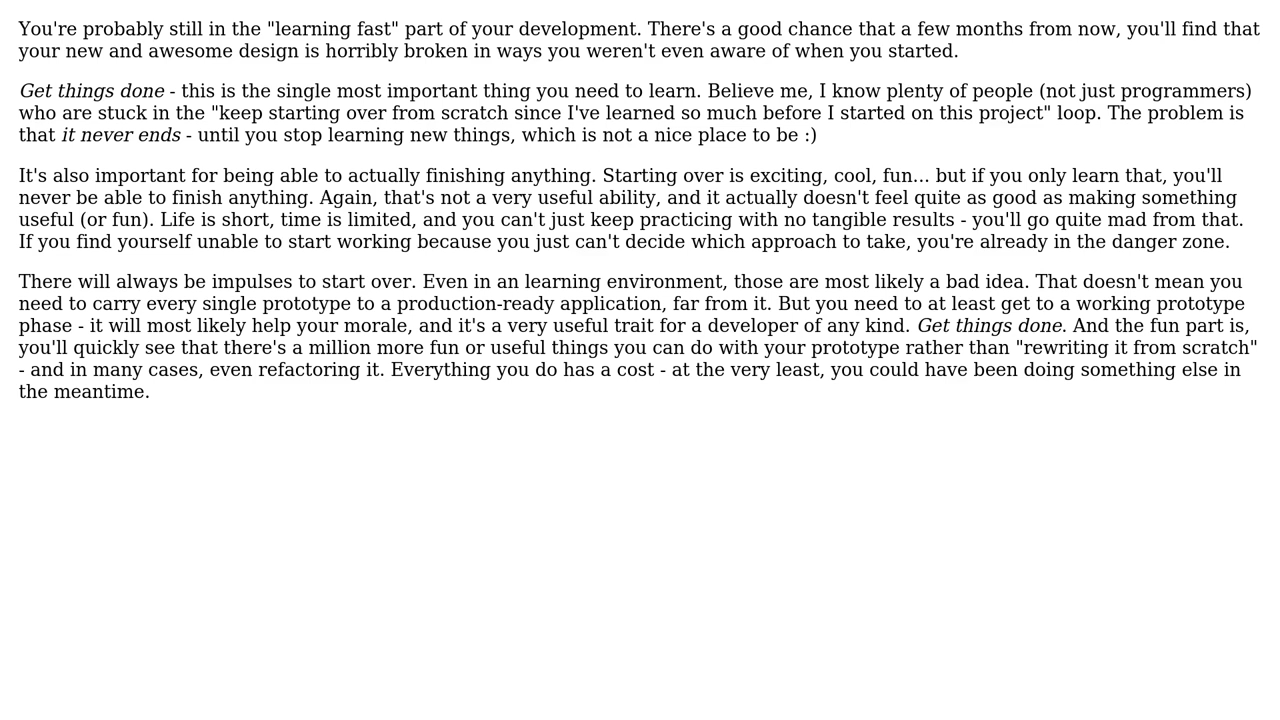 You're probably still in the "learning fast" part of your development. There's a good chance that a few months from now, you'll find that
your new and awesome design is horribly broken in ways you weren't even aware of when you started.
Get things done - this is the single most important thing you need to learn. Believe me, I know plenty of people (not just programmers)
who are stuck in the "keep starting over from scratch since I've learned so much before I started on this project" loop. The problem is
that it never ends - until you stop learning new things, which is not a nice place to be :)
It's also important for being able to actually finishing anything. Starting over is exciting, cool, fun... but if you only learn that, you'll
never be able to finish anything. Again, that's not a very useful ability, and it actually doesn't feel quite as good as making something
useful (or fun). Life is short, time is limited, and you can't just keep practicing with no tangible results - you'll go quite mad from that.
If you find yourself unable to start working because you just can't decide which approach to take, you're already in the danger zone.
There will always be impulses to start over. Even in an learning environment, those are most likely a bad idea. That doesn't mean you
need to carry every single prototype to a production-ready application, far from it. But you need to at least get to a working prototype
phase - it will most likely help your morale, and it's a very useful trait for a developer of any kind. Get things done. And the fun part is,
you'll quickly see that there's a million more fun or useful things you can do with your prototype rather than "rewriting it from scratch"
- and in many cases, even refactoring it. Everything you do has a cost - at the very least, you could have been doing something else in
the meantime.